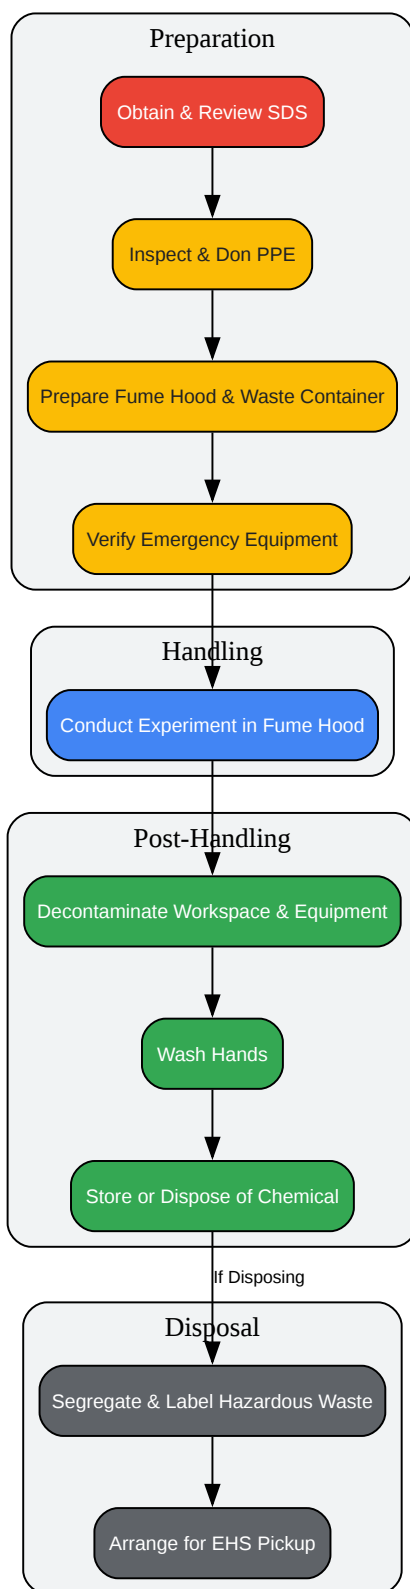 Preparation
Obtain & Review SDS
Inspect & Don PPE
Prepare Fume Hood & Waste Container
Verify Emergency Equipment
Handling
Conduct Experiment in Fume Hood
Post-Handling
Decontaminate Workspace & Equipment
Wash Hands
Store or Dispose of Chemical
If Disposing
Disposal
Segregate & Label Hazardous Waste
Arrange for EHS Pickup